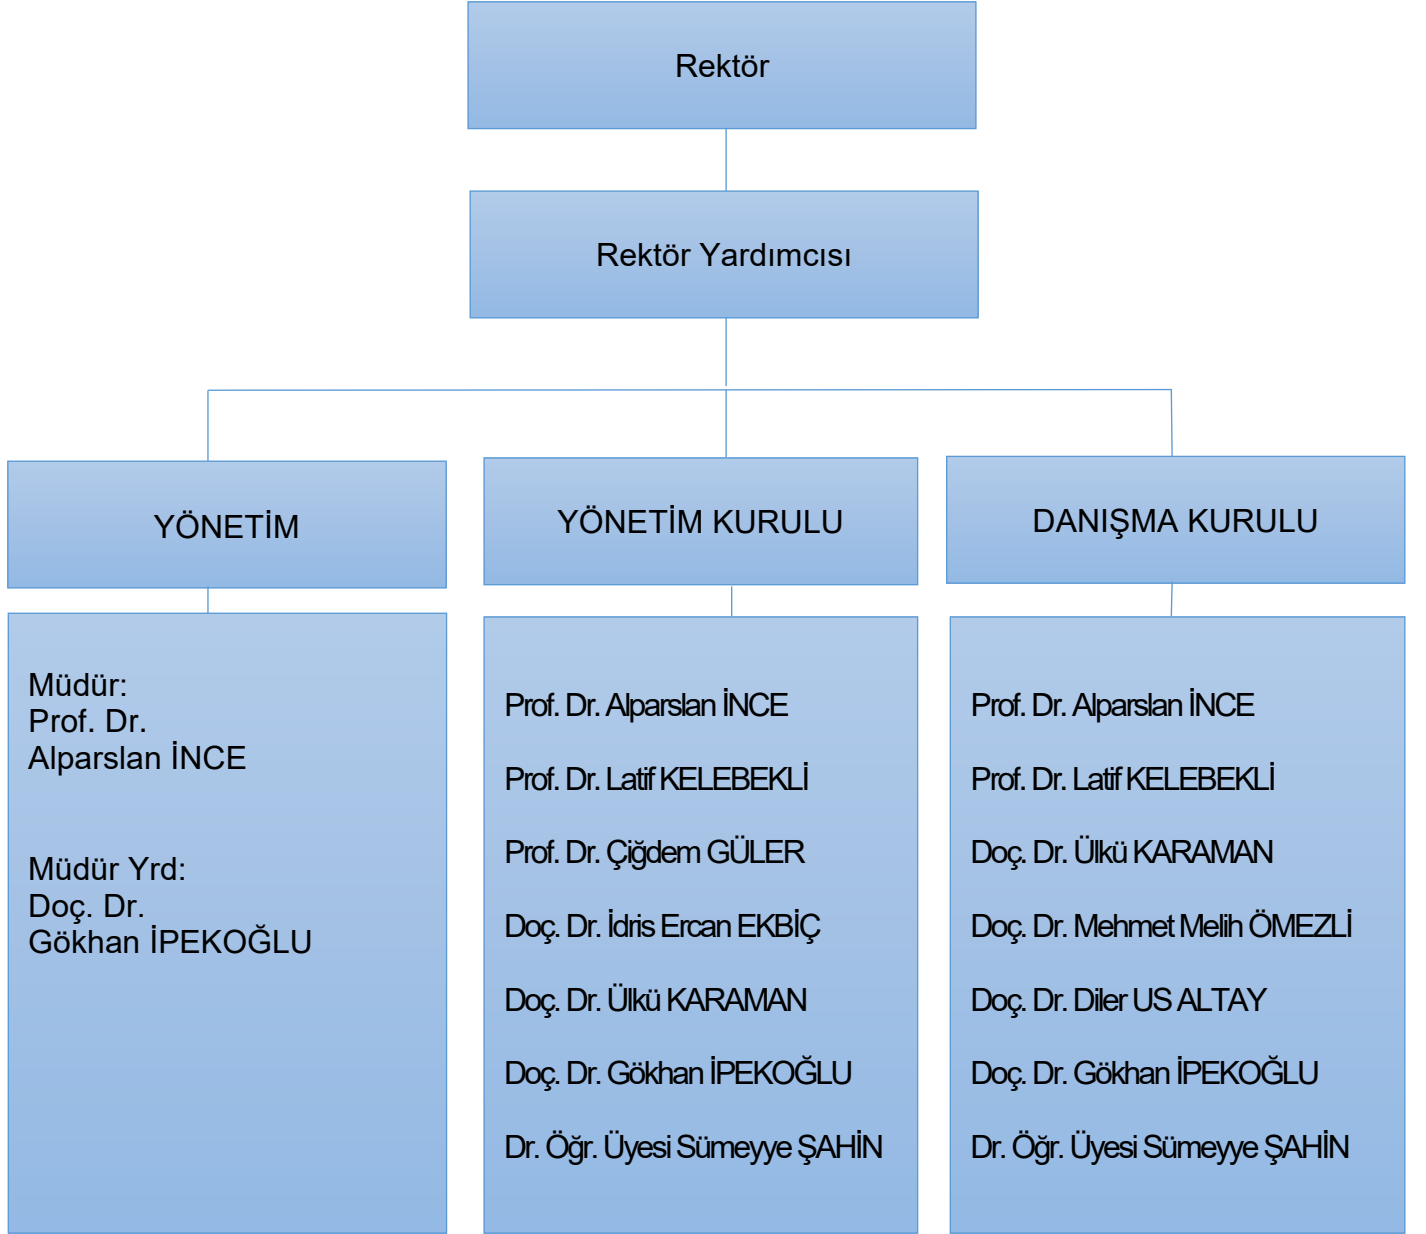 Rektör
Rektör Yardımcısı
YÖNETİM
YÖNETİM KURULU
DANIŞMA KURULU
Müdür:
Prof. Dr.
Alparslan İNCE
Müdür Yrd:
Doç. Dr.
Gökhan İPEKOĞLU
Prof. Dr. Alparslan İNCE
Prof. Dr. Latif KELEBEKLİ
Prof. Dr. Çiğdem GÜLER
Doç. Dr. İdris Ercan EKBİÇ
Doç. Dr. Ülkü KARAMAN
Doç. Dr. Gökhan İPEKOĞLU
Dr. Öğr. Üyesi Sümeyye ŞAHİN
Prof. Dr. Alparslan İNCE
Prof. Dr. Latif KELEBEKLİ
Doç. Dr. Ülkü KARAMAN
Doç. Dr. Mehmet Melih ÖMEZLİ
Doç. Dr. Diler US ALTAY
Doç. Dr. Gökhan İPEKOĞLU
Dr. Öğr. Üyesi Sümeyye ŞAHİN